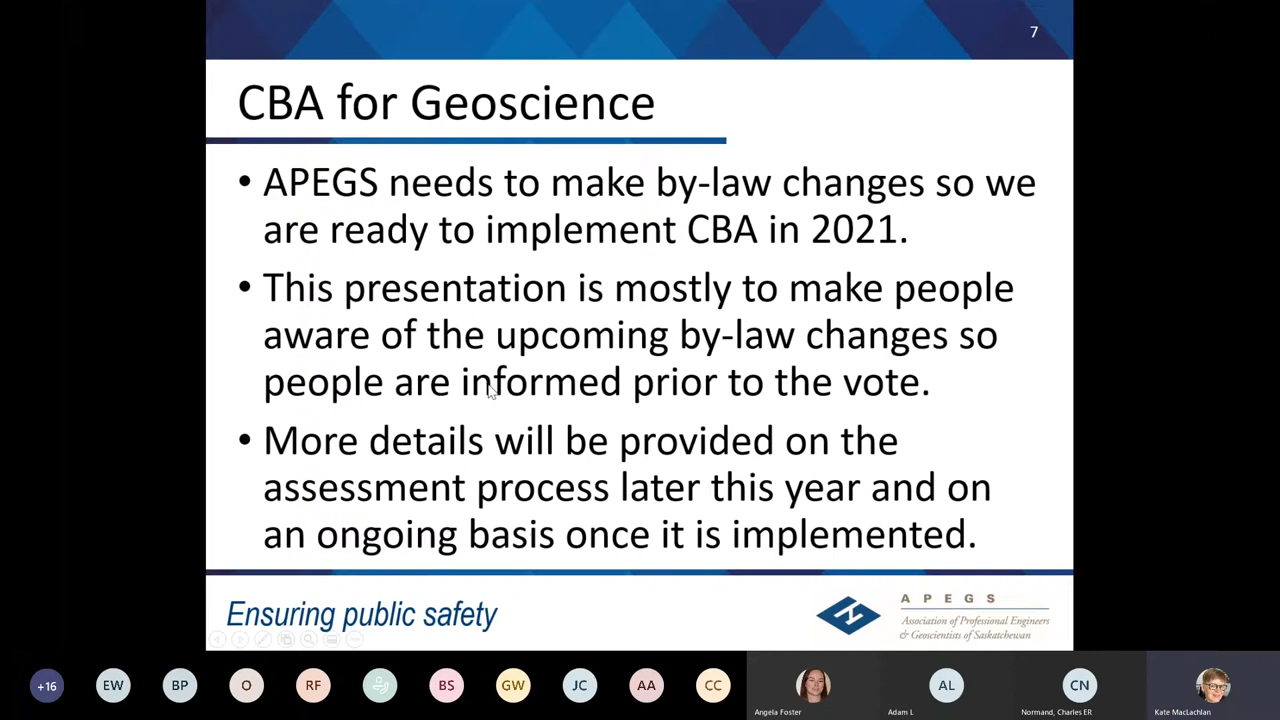 7
CBA for Geoscience
• APEGS needs to make by-law changes so we
are ready to implement CBA in 2021.
• This presentation is mostly to make people
aware of the upcoming by-law changes so
people are informed prior to the vote.
• More details will be provided on the
assessment process later this year and on
an ongoing basis once it is implemented.
Ensuring public safety
APEGS
Association of Professional Engineers
& Geoscientists of Saskatchewan
+16
EW
BP
O
RF
BS
GW
JC
AA
CC
Angela Foster
AL
Adam L
CN
Normand, Charles ER
Kate MacLachlan